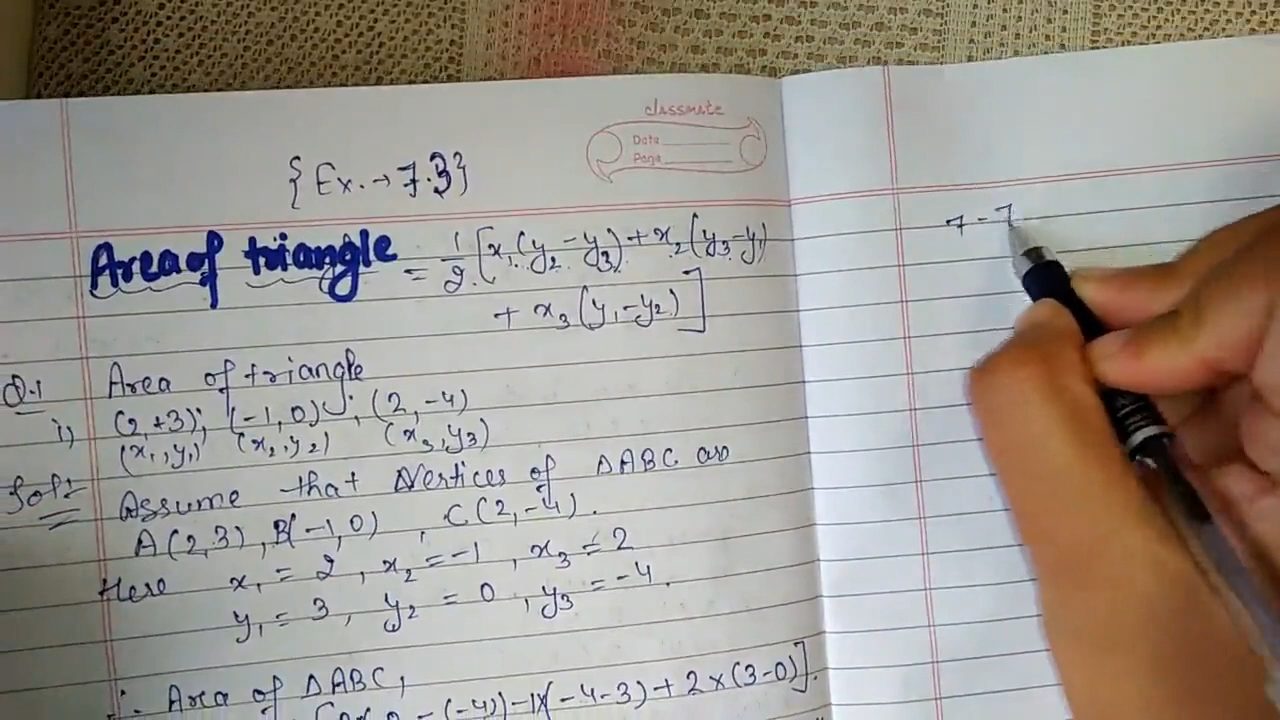 classmate
Date
Page
{Ex. → 7.3}
Area of triangle = 1/2 [x₁(y₂-y₃)+x₂(y₃-y₁)
+ x₃(y₁-y₂)]
7 - 7
Q.1 Area of triangle
i) (2,+3); (-1,0); (2,-4)
(x₁,y₁) (x₂,y₂) (x₃,y₃)
Assume that Vertices of ΔABC are
A(2,3), B(-1,0), C(2,-4).
Here x₁ = 2, x₂ = -1, x₃ = 2
y₁ = 3, y₂ = 0, y₃ = -4.
∴ Area of ΔABC,
-(-4))-1×(-4-3)+2×(3-0)].